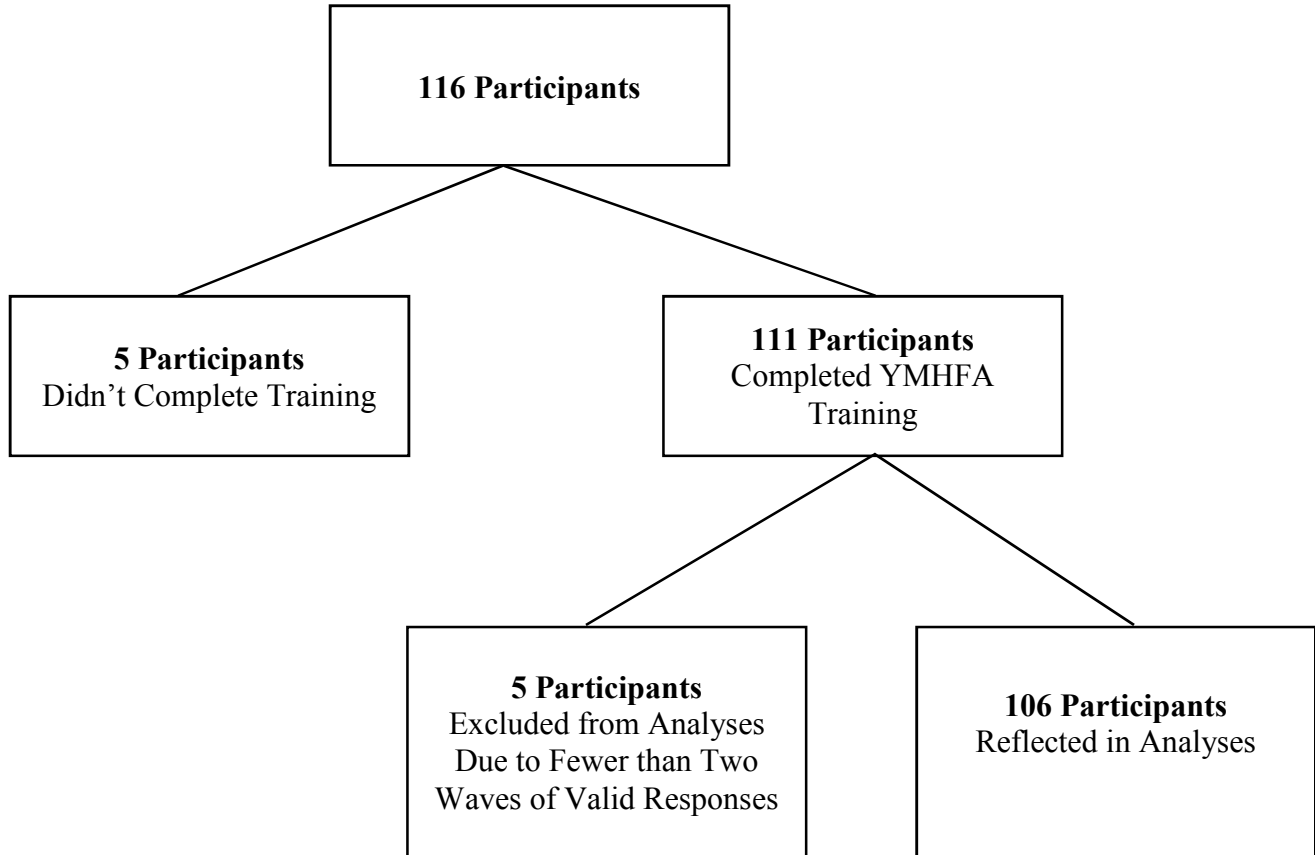 116 Participants
5 Participants
Didn’t Complete Training
111 Participants
Completed YMHFA
Training
5 Participants
Excluded from Analyses
Due to Fewer than Two
Waves of Valid Responses
106 Participants
Reflected in Analyses